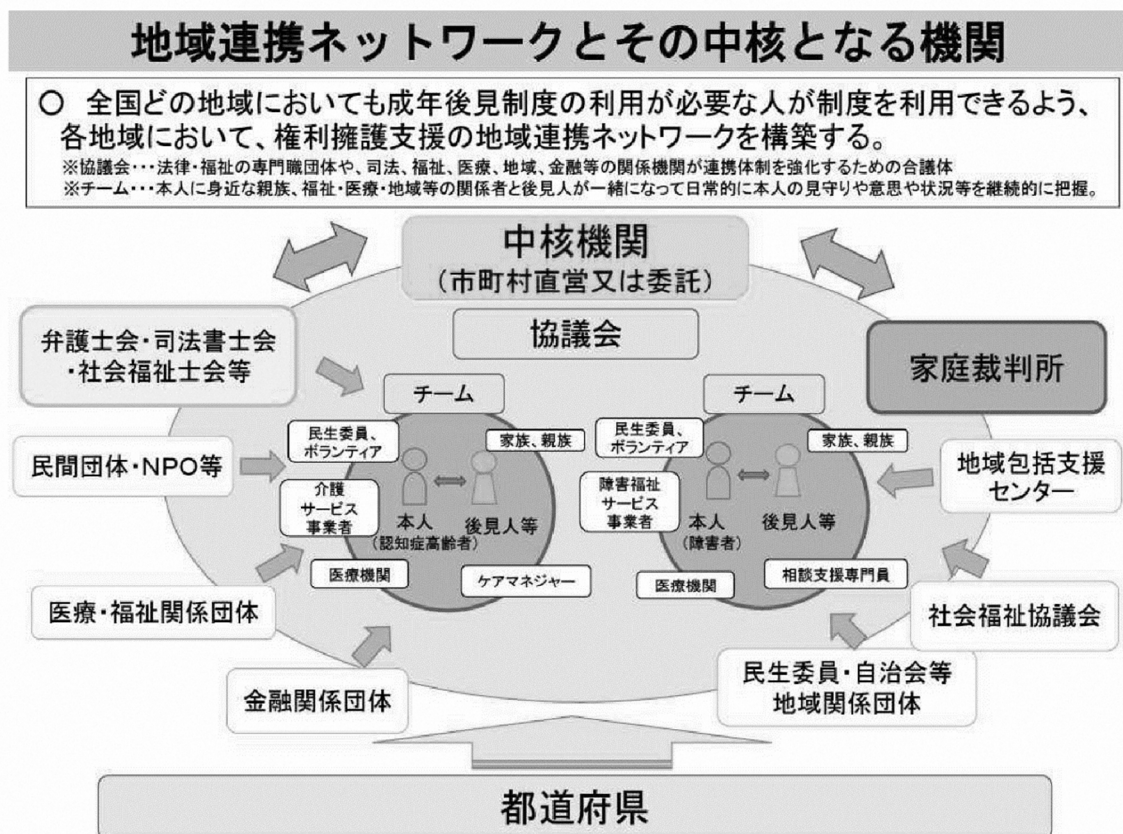 地域連携ネットワークとその中核となる機関
○ 全国どの地域においても成年後見制度の利用が必要な人が制度を利用できるよう、
各地域において、権利擁護支援の地域連携ネットワークを構築する。
※協議会・・・法律・福祉の専門職団体や、司法、福祉、医療、地域、金融等の関係機関が連携体制を強化するための合議体
※チーム・・・本人に身近な親族、福祉・医療・地域等の関係者と後見人が一緒になって日常的に本人の見守りや意思や状況等を継続的に把握。
中核機関
（市町村直営又は委託）
協議会
弁護士会・司法書士会
・社会福祉士会等
家庭裁判所
チーム
民生委員、
ボランティア
家族、親族
介護
サービス
事業者
本人
（認知症高齢者）
後見人等
医療機関
ケアマネジャー
チーム
民生委員、
ボランティア
家族、親族
障害福祉
サービス
事業者
本人
（障害者）
後見人等
医療機関
相談支援専門員
民間団体・NPO等
地域包括支援
センター
医療・福祉関係団体
社会福祉協議会
金融関係団体
民生委員・自治会等
地域関係団体
都道府県